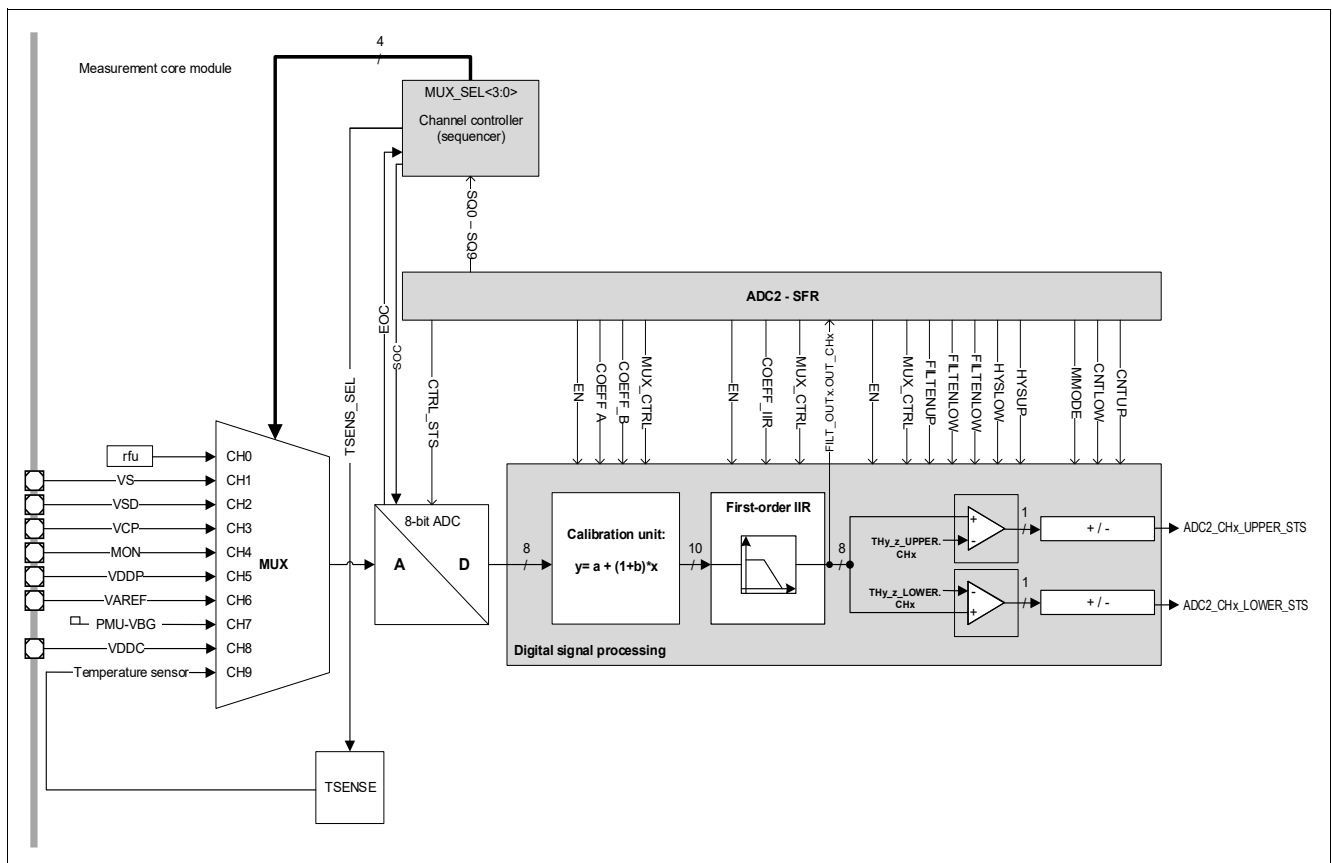 4
Measurement core module
MUX_SEL<3:0>
Channel controller
(sequencer)
SQ0 – SQ9
ADC2 - SFR
TSENS_SEL
EOC
SOC
CTRL_STS
EN
COEFF A
COEFF_B
MUX_CTRL
EN
COEFF_IIR
MUX_CTRL
FILT_OUTx.OUT_CHx
EN
MUX_CTRL
FILTENUP
FILTENLOW
FILTENLOW
HYSLOW
HYSUP
MMODE
CNTLOW
CNTUP
rfu
CH0
VS
CH1
VSD
CH2
VCP
CH3
MON
CH4
VDDP
CH5
VAREF
CH6
PMU-VBG
CH7
VDDC
CH8
Temperature sensor
CH9
MUX
8-bit ADC
A
D
8
Calibration unit:
y= a + (1+b)*x
10
First-order IIR
8
THy_z_UPPER.
CHx
+
-
1
+ / -
ADC2_CHx_UPPER_STS
THy_z_LOWER.
CHx
-
+
1
+ / -
ADC2_CHx_LOWER_STS
Digital signal processing
TSENSE